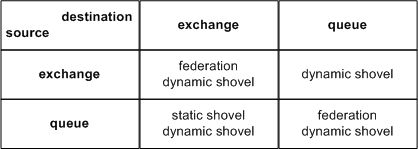 destination
source
exchange
queue
exchange
federation
dynamic shovel
dynamic shovel
queue
static shovel
dynamic shovel
federation
dynamic shovel